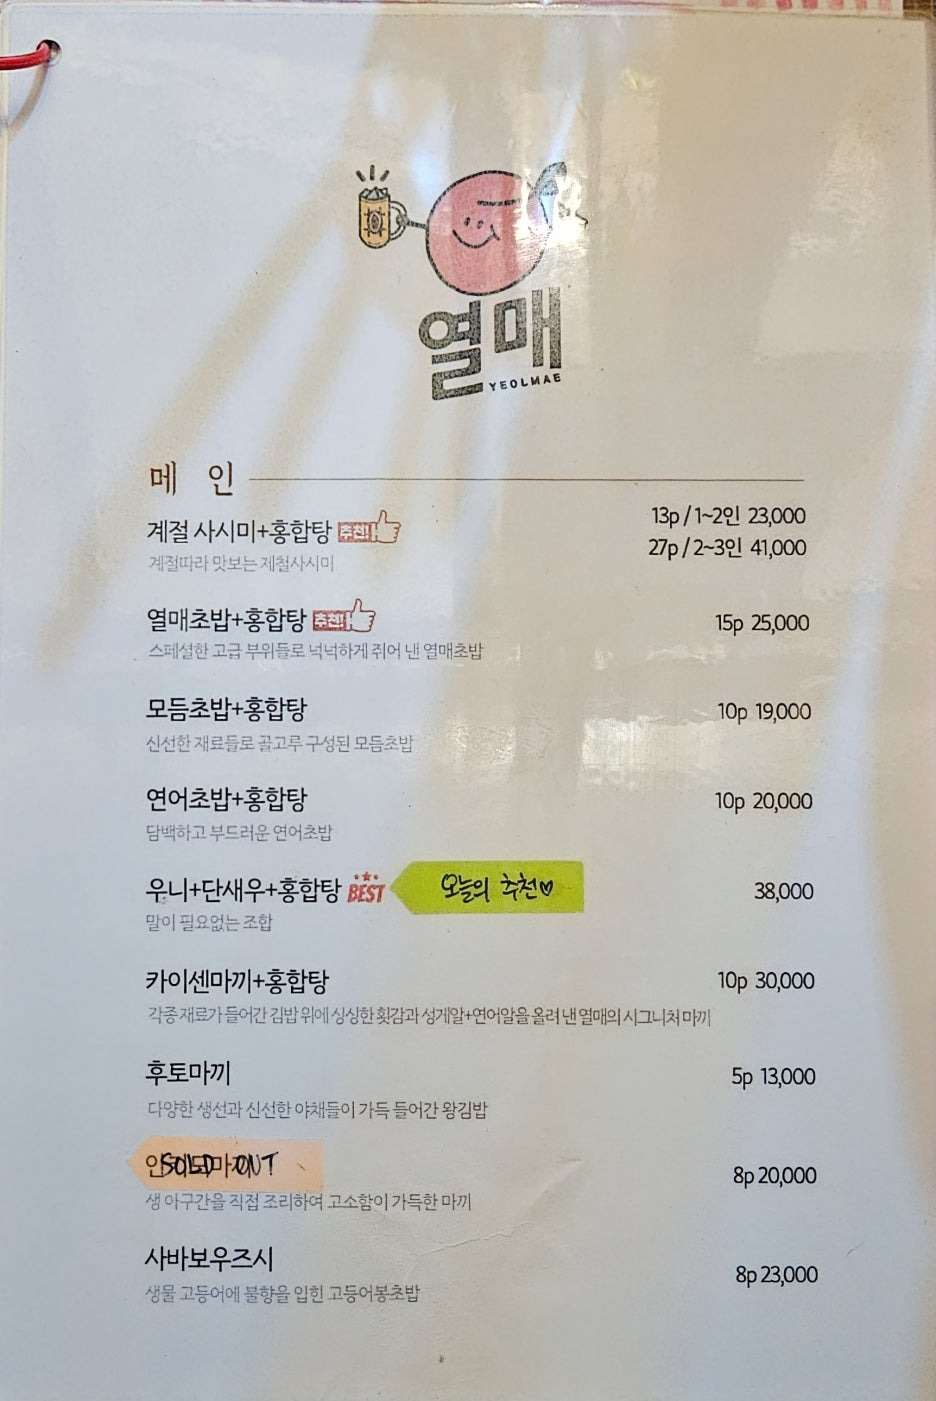 열매
YEOLMAE
메 인
계절 사시미+홍합탕 추천! 13p / 1~2인 23,000
27p / 2~3인 41,000
계절따라 맛보는 제철사시미
열매초밥+홍합탕 추천! 15p 25,000
스페셜한 고급 부위들로 넉넉하게 쥐어 낸 열매초밥
모듬초밥+홍합탕 10p 19,000
신선한 재료들로 골고루 구성된 모듬초밥
연어초밥+홍합탕 10p 20,000
담백하고 부드러운 연어초밥
우니+단새우+홍합탕 BEST 오늘의 추천♡ 38,000
말이 필요없는 조합
카이센마끼+홍합탕 10p 30,000
각종 재료가 들어간 김밥 위에 싱싱한 횟감과 성게알+연어알을 올려 낸 열매의 시그니처 마끼
후토마끼 5p 13,000
다양한 생선과 신선한 야채들이 가득 들어간 왕김밥
SOLD OUT 8p 20,000
생 아구간을 직접 조리하여 고소함이 가득한 마끼
사바보우즈시 8p 23,000
생물 고등어에 불향을 입힌 고등어봉초밥